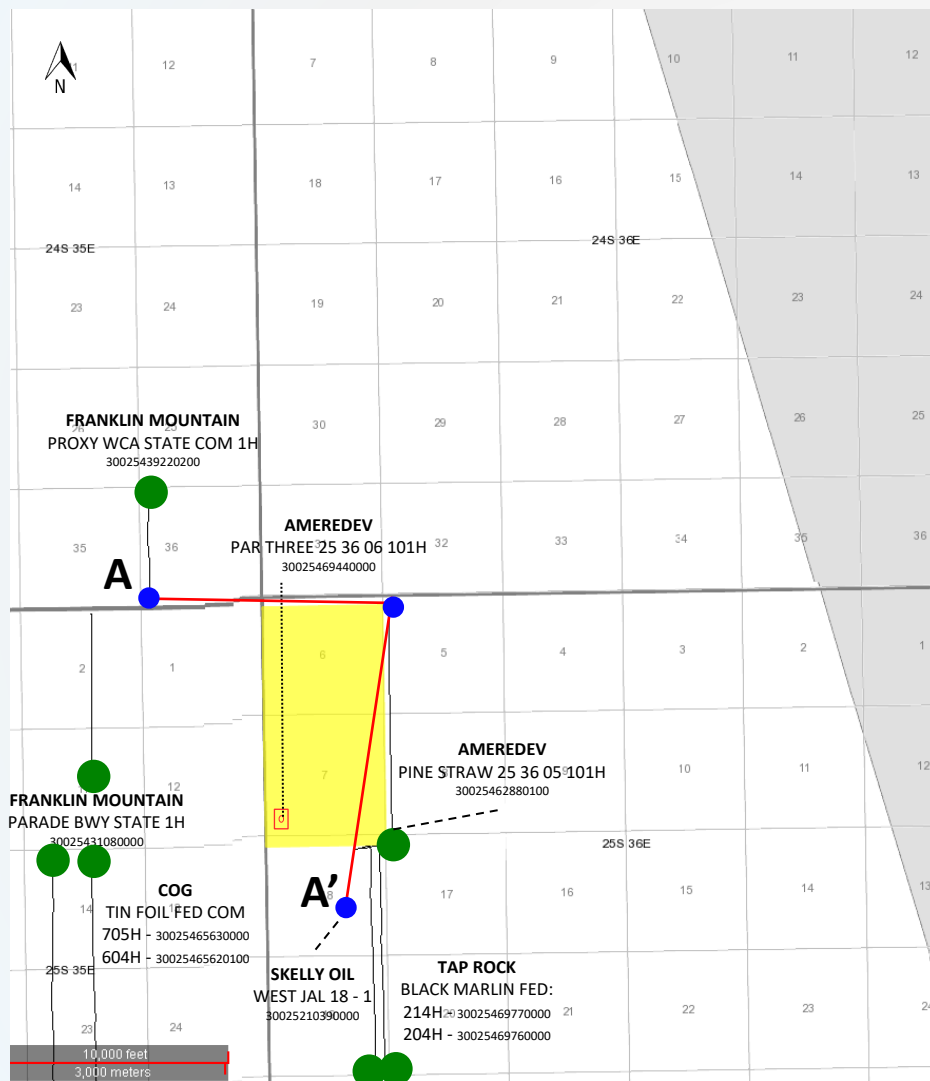 12 7 8 9 10 11 12
N
14 13 18 17 16 15 14 13
24S 35E 24S 36E
23 24 19 20 21 22 23 24
30 29 28 27 26 25
FRANKLIN MOUNTAIN
PROXY WCA STATE COM 1H
30025439220200
AMEREDEV
PAR THREE 25 36 06 101H
30025469440000
35 36 32 33 34 35 36
A
2 1 6 5 4 3 2 1
12 7 10 11 12
AMEREDEV
PINE STRAW 25 36 05 101H
30025462880100
FRANKLIN MOUNTAIN
PARADE BWY STATE 1H
30025431080000
25S 36E
COG
TIN FOIL FED COM
705H - 30025465630000
604H - 30025465620100
14 17 16 15 14 13
A'
25S 35E
SKELLY OIL
WEST JAL 18 - 1
30025210390000
TAP ROCK
BLACK MARLIN FED:
214H - 30025469770000
204H - 30025469760000
23 24 20 21 22 23 24
10,000 feet
3,000 meters